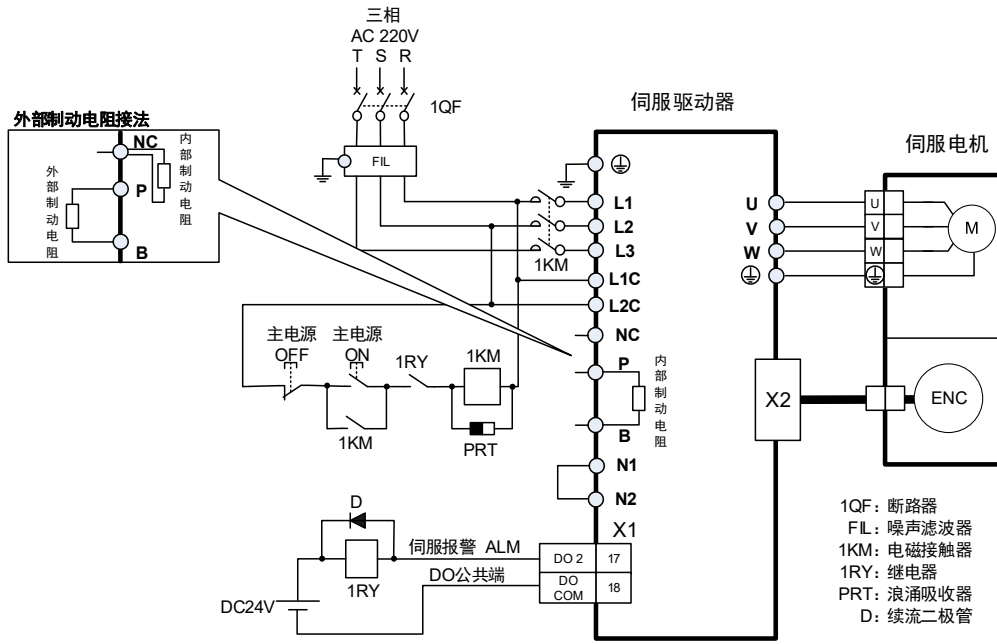 三相
AC 220V
T S R
1QF
FIL
外部制动电阻接法
NC
P
B
外部制动电阻
内部制动电阻
伺服驱动器
伺服电机
L1
L2
L3
1KM
L1C
L2C
NC
P
B
内部制动电阻
N1
N2
X1
DO 2 17
DO COM 18
U
V
W
U
V
W
M
X2
ENC
主电源 OFF
主电源 ON
1RY
1KM
1KM
PRT
D
1RY
伺服报警 ALM
DO公共端
DC24V
1QF：断路器
FIL：噪声滤波器
1KM：电磁接触器
1RY：继电器
PRT：浪涌吸收器
D：续流二极管